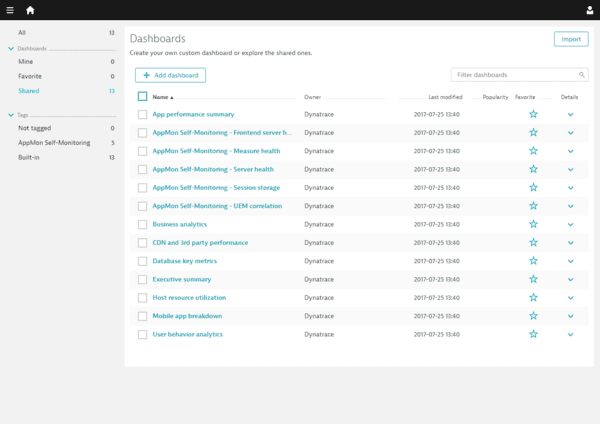 All 13
Dashboards
Mine 0
Favorite 0
Shared 13
Tags
Not tagged 0
AppMon Self-Monitoring 5
Built-in 13
Dashboards
Import
Create your own custom dashboard or explore the shared ones.
+ Add dashboard
Filter dashboards
Name ▲ Owner Last modified Popularity Favorite Details
App performance summary Dynatrace 2017-07-25 13:40
AppMon Self-Monitoring - Frontend server h... Dynatrace 2017-07-25 13:40
AppMon Self-Monitoring - Measure health Dynatrace 2017-07-25 13:40
AppMon Self-Monitoring - Server health Dynatrace 2017-07-25 13:40
AppMon Self-Monitoring - Session storage Dynatrace 2017-07-25 13:40
AppMon Self-Monitoring - UEM correlation Dynatrace 2017-07-25 13:40
Business analytics Dynatrace 2017-07-25 13:40
CDN and 3rd party performance Dynatrace 2017-07-25 13:40
Database key metrics Dynatrace 2017-07-25 13:40
Executive summary Dynatrace 2017-07-25 13:40
Host resource utilization Dynatrace 2017-07-25 13:40
Mobile app breakdown Dynatrace 2017-07-25 13:40
User behavior analytics Dynatrace 2017-07-25 13:40